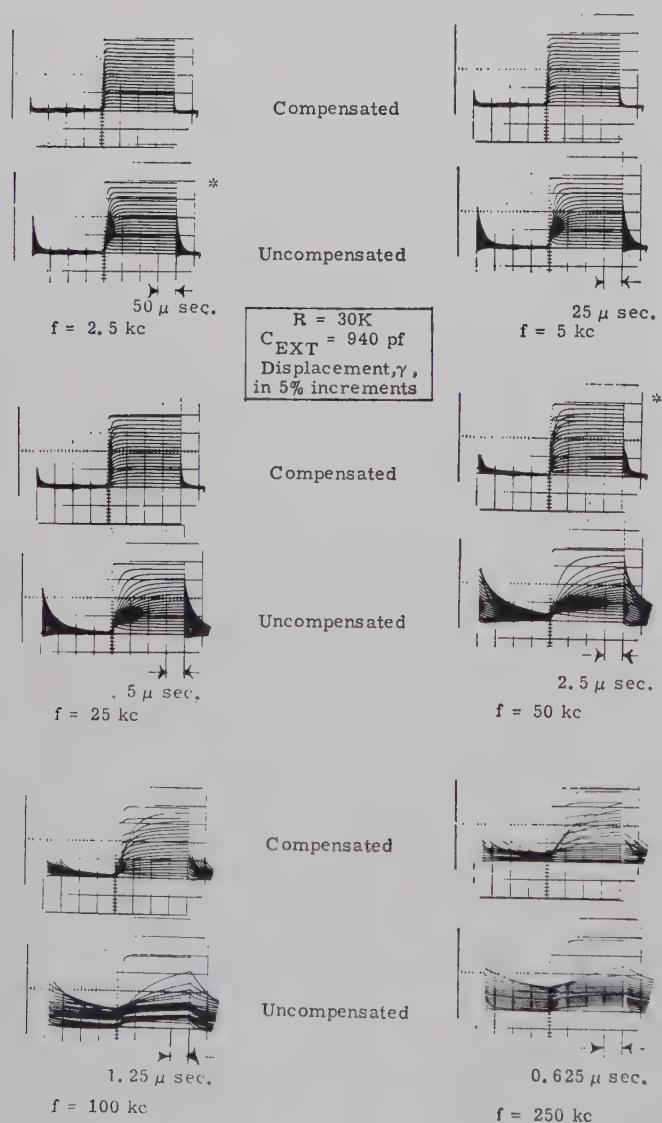 Compensated
*
Uncompensated
50 μ sec.
f = 2.5 kc
25 μ sec.
f = 5 kc
R = 30K
C_EXT = 940 pf
Displacement, γ,
in 5% increments
*
Compensated
Uncompensated
. 5 μ sec.
f = 25 kc
2.5 μ sec.
f = 50 kc
Compensated
Uncompensated
1.25 μ sec.
f = 100 kc
0.625 μ sec.
f = 250 kc